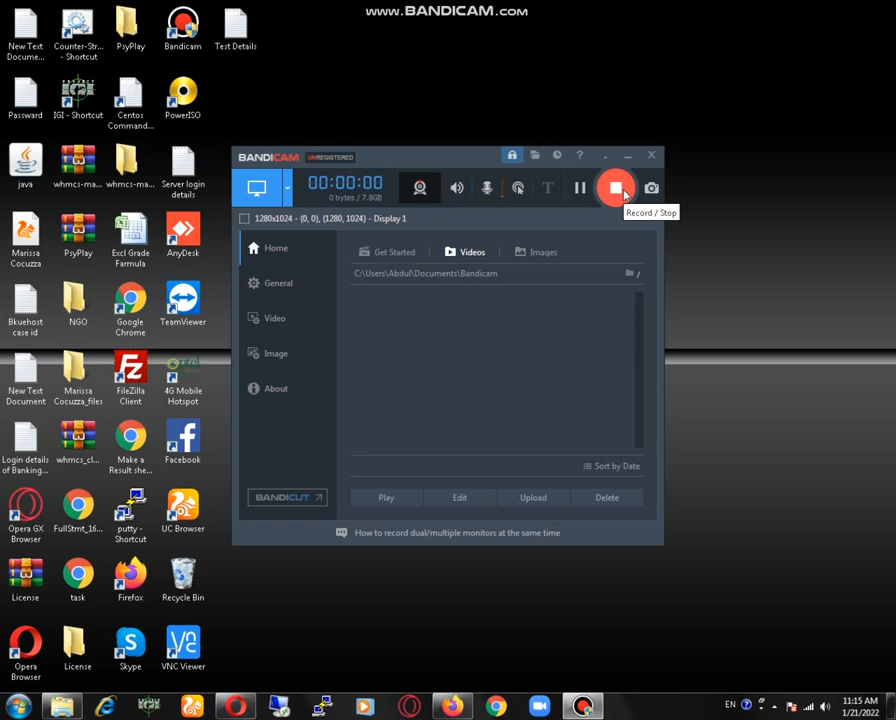 www.BANDICAM.com
New Text
Docume...
Counter-Str...
- Shortcut
PsyPlay
Bandicam
Test Details
Passward
IGI - Shortcut
Centos
Command...
PowerISO
java
whmcs-ma...
whmcs-ma...
Server login
details
Marissa
Cocuzza
PsyPlay
Excl Grade
Formula
AnyDesk
Bkuehost
case id
NGO
Google
Chrome
TeamViewer
New Text
Document
Marissa
Cocuzza_files
FileZilla
Client
4G Mobile
Hotspot
Login details
of Banking...
whmcs_cl...
Make a
Result she...
Facebook
Opera GX
Browser
FullStmt_16...
putty -
Shortcut
UC Browser
License
task
Firefox
Recycle Bin
Opera
Browser
License
Skype
VNC Viewer
BANDICAM UNREGISTERED
00:00:00
0 bytes / 7.8GB
Record / Stop
1280x1024 - (0, 0), (1280, 1024) - Display 1
Home
General
Video
Image
About
BANDICUT
Get Started
Videos
Images
C:\Users\Abdul\Documents\Bandicam
Sort by Date
Play
Edit
Upload
Delete
How to record dual/multiple monitors at the same time
EN
11:15 AM
1/21/2022